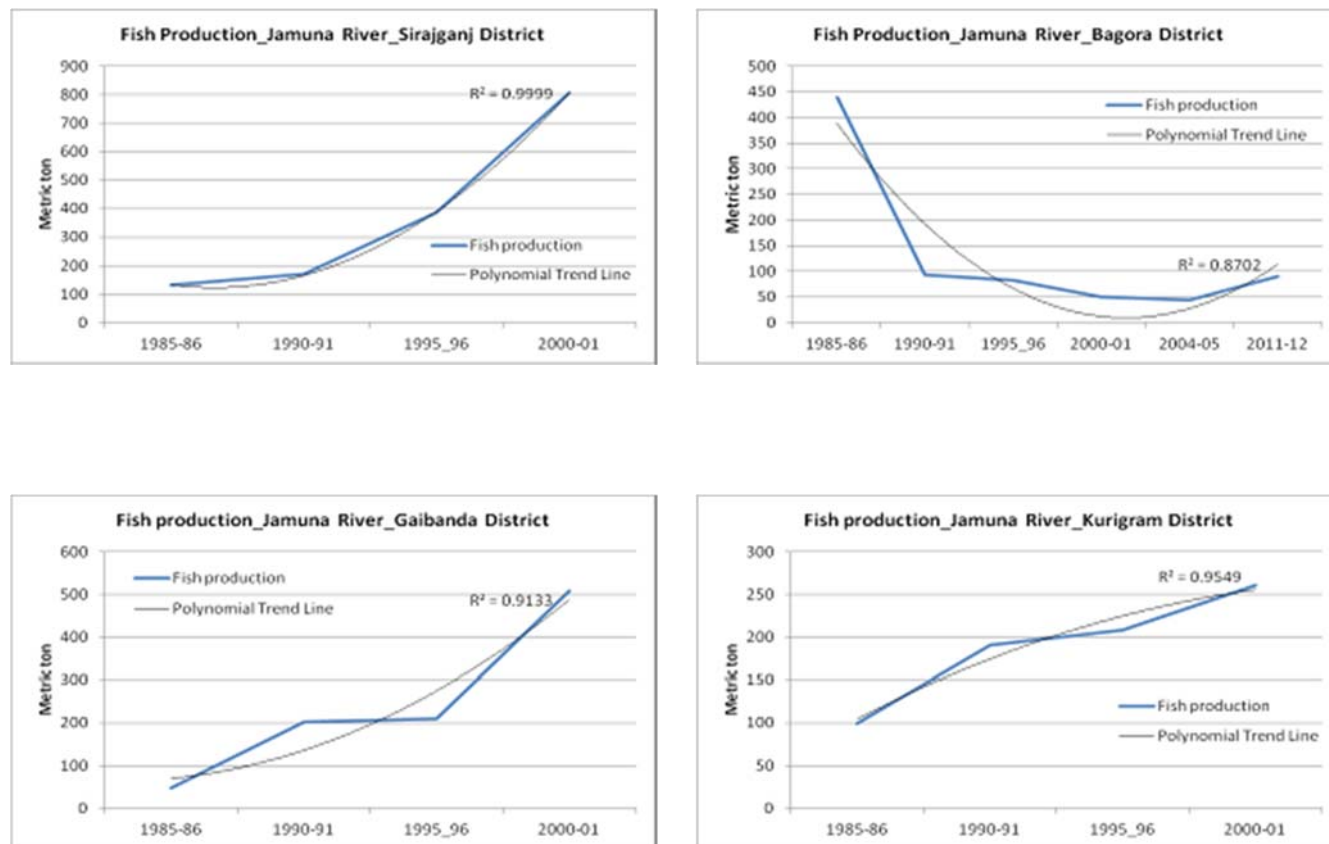 Fish Production_Jamuna River_Sirajganj District
900
800
700
600
500
400
300
200
100
0
Metric ton
R² = 0.9999
Fish production
Polynomial Trend Line
1985-86 1990-91 1995_96 2000-01
Fish Production_Jamuna River_Bagora District
500
450
400
350
300
250
200
150
100
50
0
Metric ton
Fish production
Polynomial Trend Line
R² = 0.8702
1985-86 1990-91 1995_96 2000-01 2004-05 2011-12
Fish production_Jamuna River_Gaibanda District
600
500
400
300
200
100
0
Metric ton
Fish production
Polynomial Trend Line
R² = 0.9133
1985-86 1990-91 1995_96 2000-01
Fish production_Jamuna River_Kurigram District
300
250
200
150
100
50
0
Metric ton
R² = 0.9549
Fish production
Polynomial Trend Line
1985-86 1990-91 1995_96 2000-01